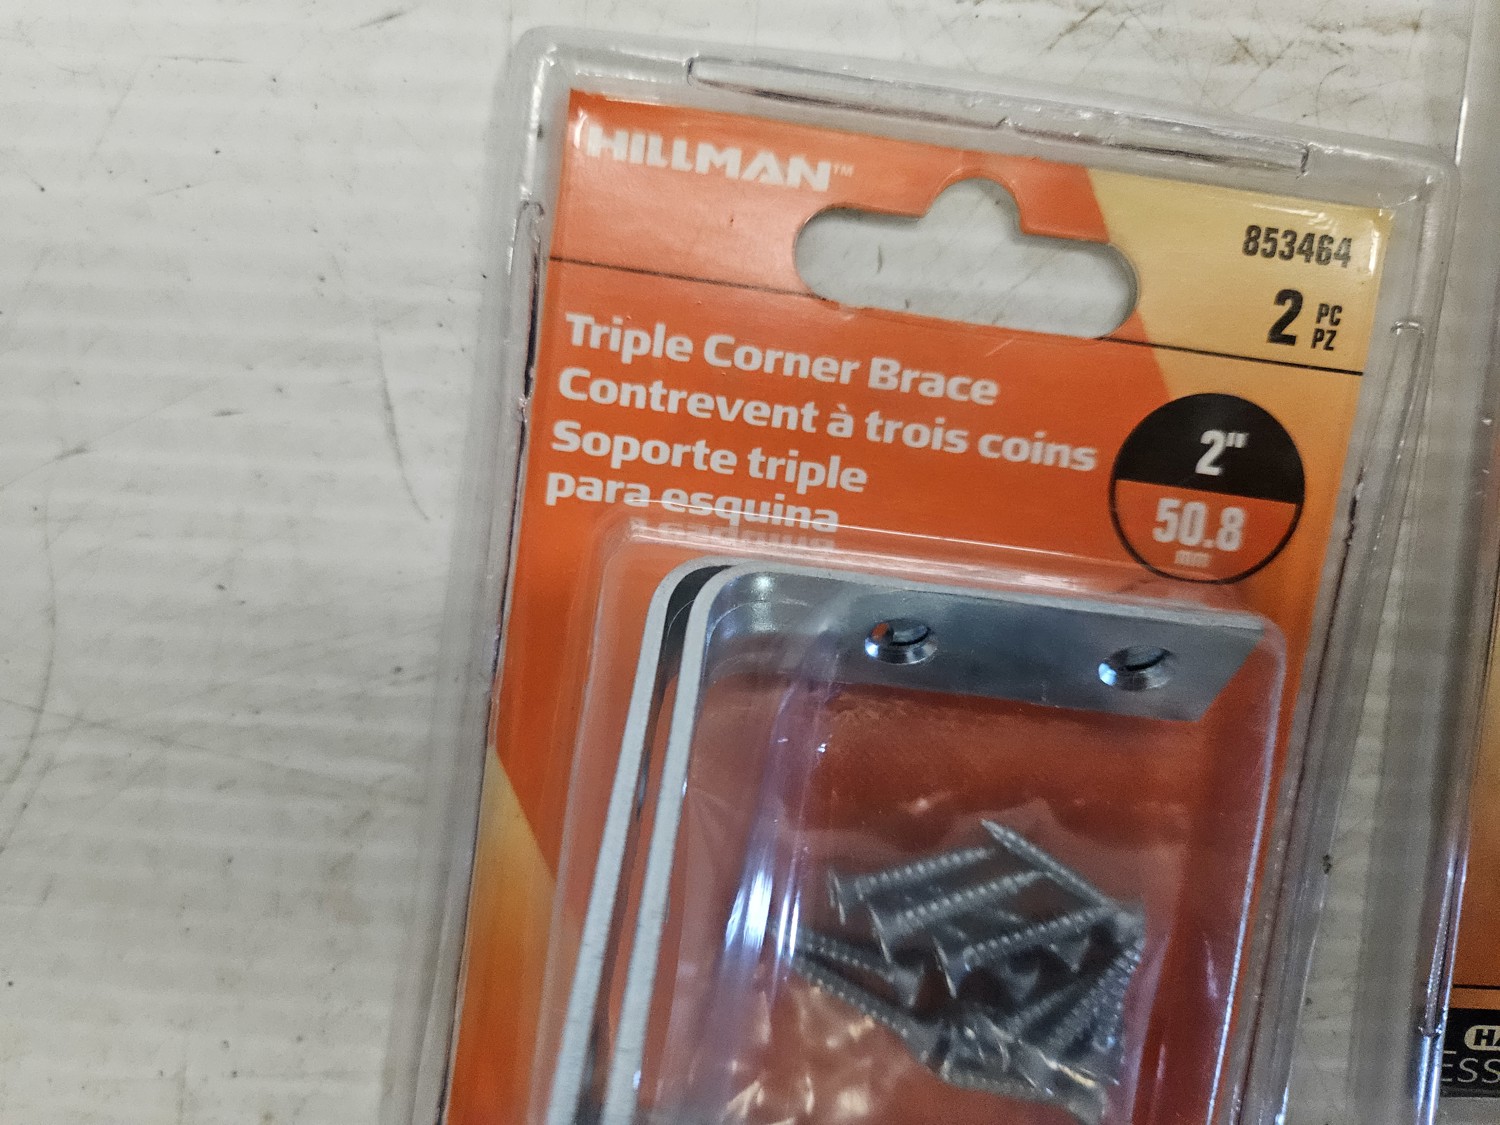 HILLMAN™
853464
2 PC
PZ
Triple Corner Brace
Contrevent à trois coins
Soporte triple
para esquina
2"
50.8
mm